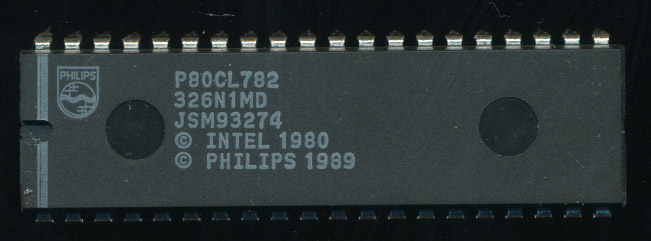 PHILIPS
P80CL782
326N1MD
JSM93274
© INTEL 1980
© PHILIPS 1989